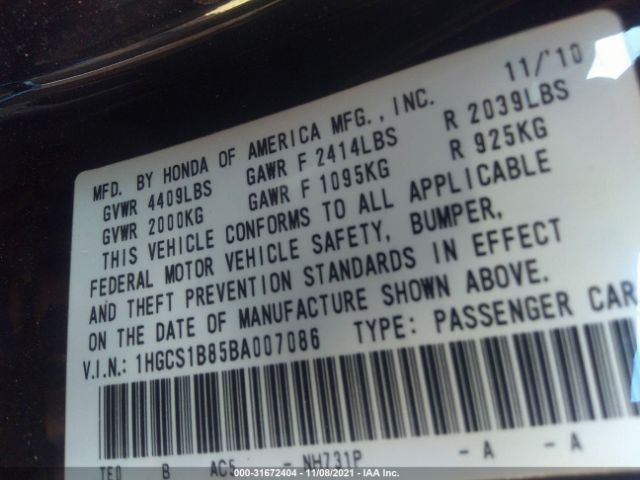 11/'10
MFD. BY HONDA OF AMERICA MFG., INC.
GVWR 4409LBS GAWR F 2414LBS R 2039LBS
GVWR 2000KG GAWR F 1095KG R 925KG
THIS VEHICLE CONFORMS TO ALL APPLICABLE
FEDERAL MOTOR VEHICLE SAFETY, BUMPER,
AND THEFT PREVENTION STANDARDS IN EFFECT
ON THE DATE OF MANUFACTURE SHOWN ABOVE.
V.I.N.: 1HGCS1B85BA007086 TYPE: PASSENGER CAR
TE0 B AC5 - NH731P - A - A
000-31672404 - 11/08/2021 - IAA Inc.